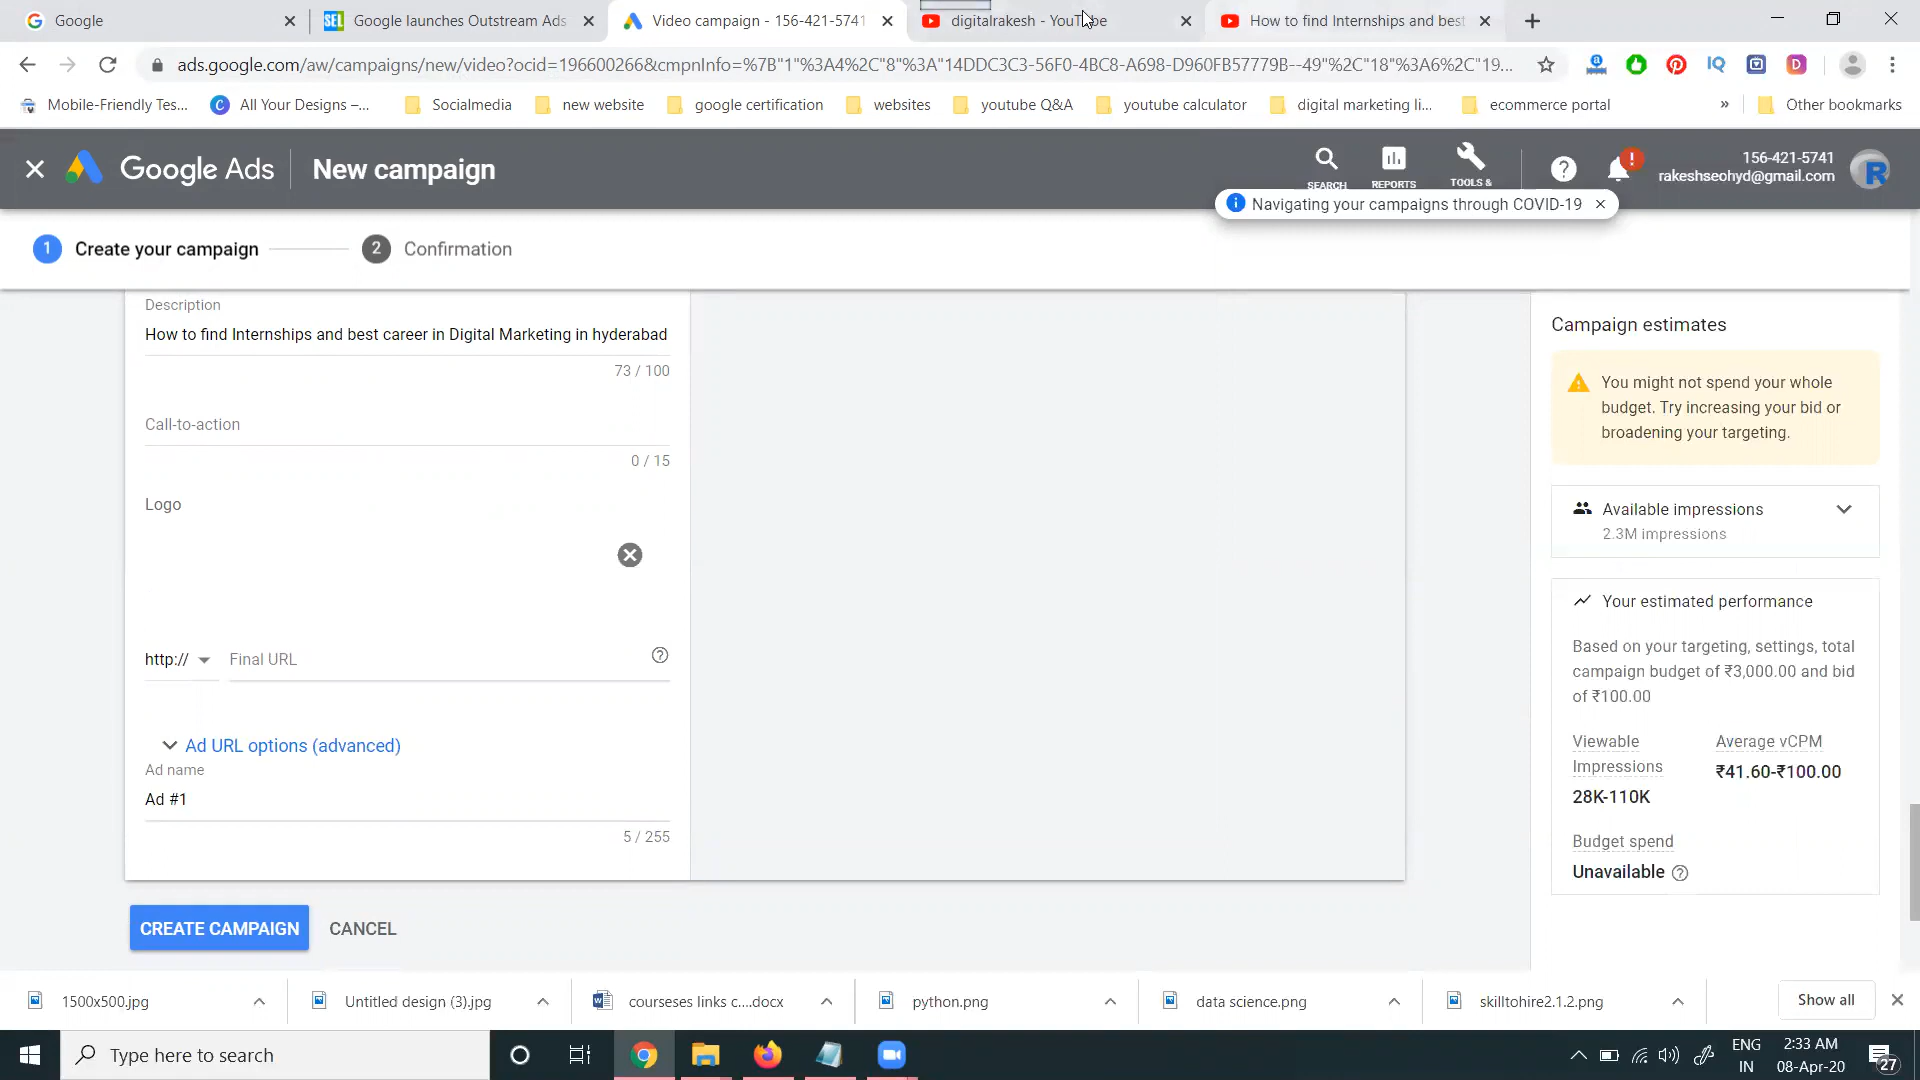 Google
SEL
Google launches Outstream Ads
Video campaign - 156-421-5741
digitalrakesh - YouTube
How to find Internships and best
ads.google.com/aw/campaigns/new/video?ocid=196600266&cmpnInfo=%7B"1"%3A4%2C"8"%3A"14DDC3C3-56F0-4BC8-A698-D960FB57779B--49"%2C"18"%3A6%2C"19...
IQ
D
Mobile-Friendly Tes...
C
All Your Designs –...
Socialmedia
new website
google certification
websites
youtube Q&A
youtube calculator
digital marketing li...
ecommerce portal
»
Other bookmarks
Google Ads
New campaign
SEARCH
REPORTS
TOOLS &
156-421-5741
rakeshseohyd@gmail.com
R
Navigating your campaigns through COVID-19
1
Create your campaign
2
Confirmation
Description
How to find Internships and best career in Digital Marketing in hyderabad
73 / 100
Call-to-action
0 / 15
Logo
http://
Final URL
Ad URL options (advanced)
Ad name
Ad #1
5 / 255
CREATE CAMPAIGN
CANCEL
Campaign estimates
You might not spend your whole
budget. Try increasing your bid or
broadening your targeting.
Available impressions
2.3M impressions
Your estimated performance
Based on your targeting, settings, total
campaign budget of ₹3,000.00 and bid
of ₹100.00
Viewable
Impressions
28K-110K
Average vCPM
₹41.60-₹100.00
Budget spend
Unavailable
1500x500.jpg
Untitled design (3).jpg
courseses links c....docx
python.png
data science.png
skilltohire2.1.2.png
Show all
Type here to search
ENG
IN
2:33 AM
08-Apr-20
27